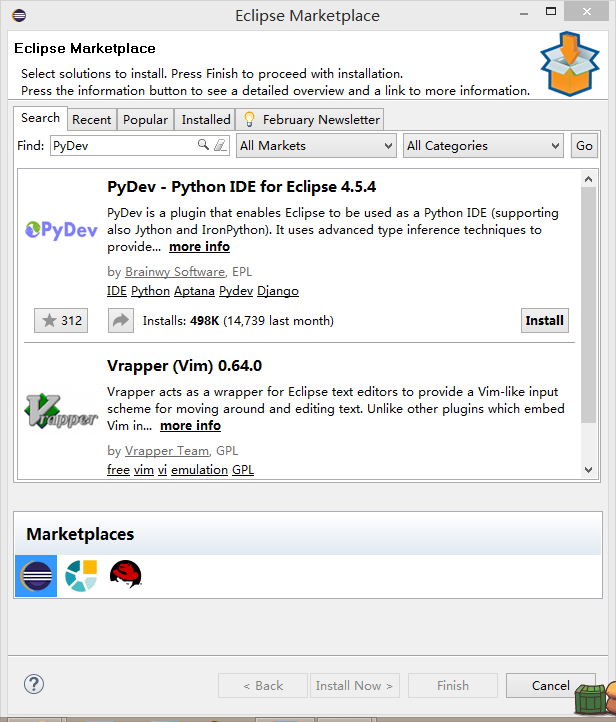 Eclipse Marketplace
Eclipse Marketplace
Select solutions to install. Press Finish to proceed with installation.
Press the information button to see a detailed overview and a link to more information.
Search Recent Popular Installed February Newsletter
Find: PyDev All Markets All Categories Go
PyDev - Python IDE for Eclipse 4.5.4
PyDev is a plugin that enables Eclipse to be used as a Python IDE (supporting
also Jython and IronPython). It uses advanced type inference techniques to
provide... more info
PyDev
by Brainwy Software, EPL
IDE Python Aptana Pydev Django
312 Installs: 498K (14,739 last month) Install
Vrapper (Vim) 0.64.0
Vrapper acts as a wrapper for Eclipse text editors to provide a Vim-like input
scheme for moving around and editing text. Unlike other plugins which embed
Vim in... more info
Vrapper
by Vrapper Team, GPL
free vim vi emulation GPL
Marketplaces
? < Back Install Now > Finish Cancel